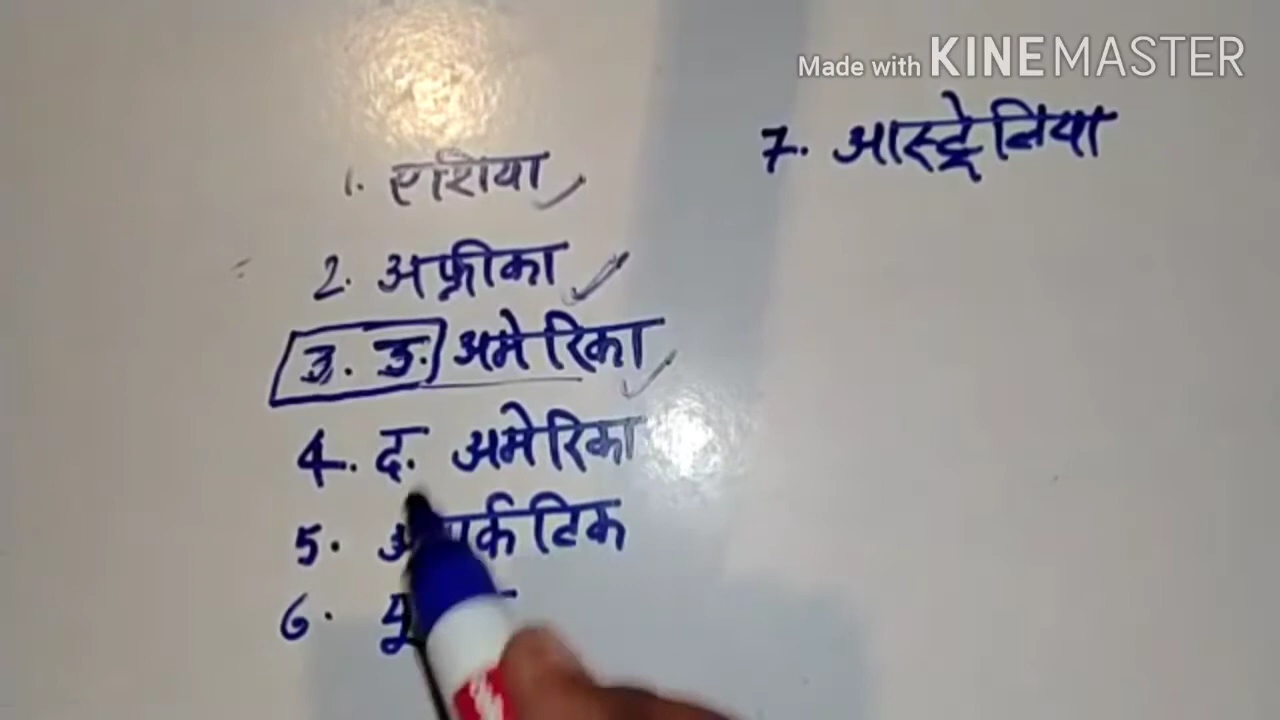 Made with KINEMASTER
1. एशिया
2. अफ्रीका
3. उ. अमेरिका
4. द. अमेरिका
5.
6.
7. आस्ट्रेलिया